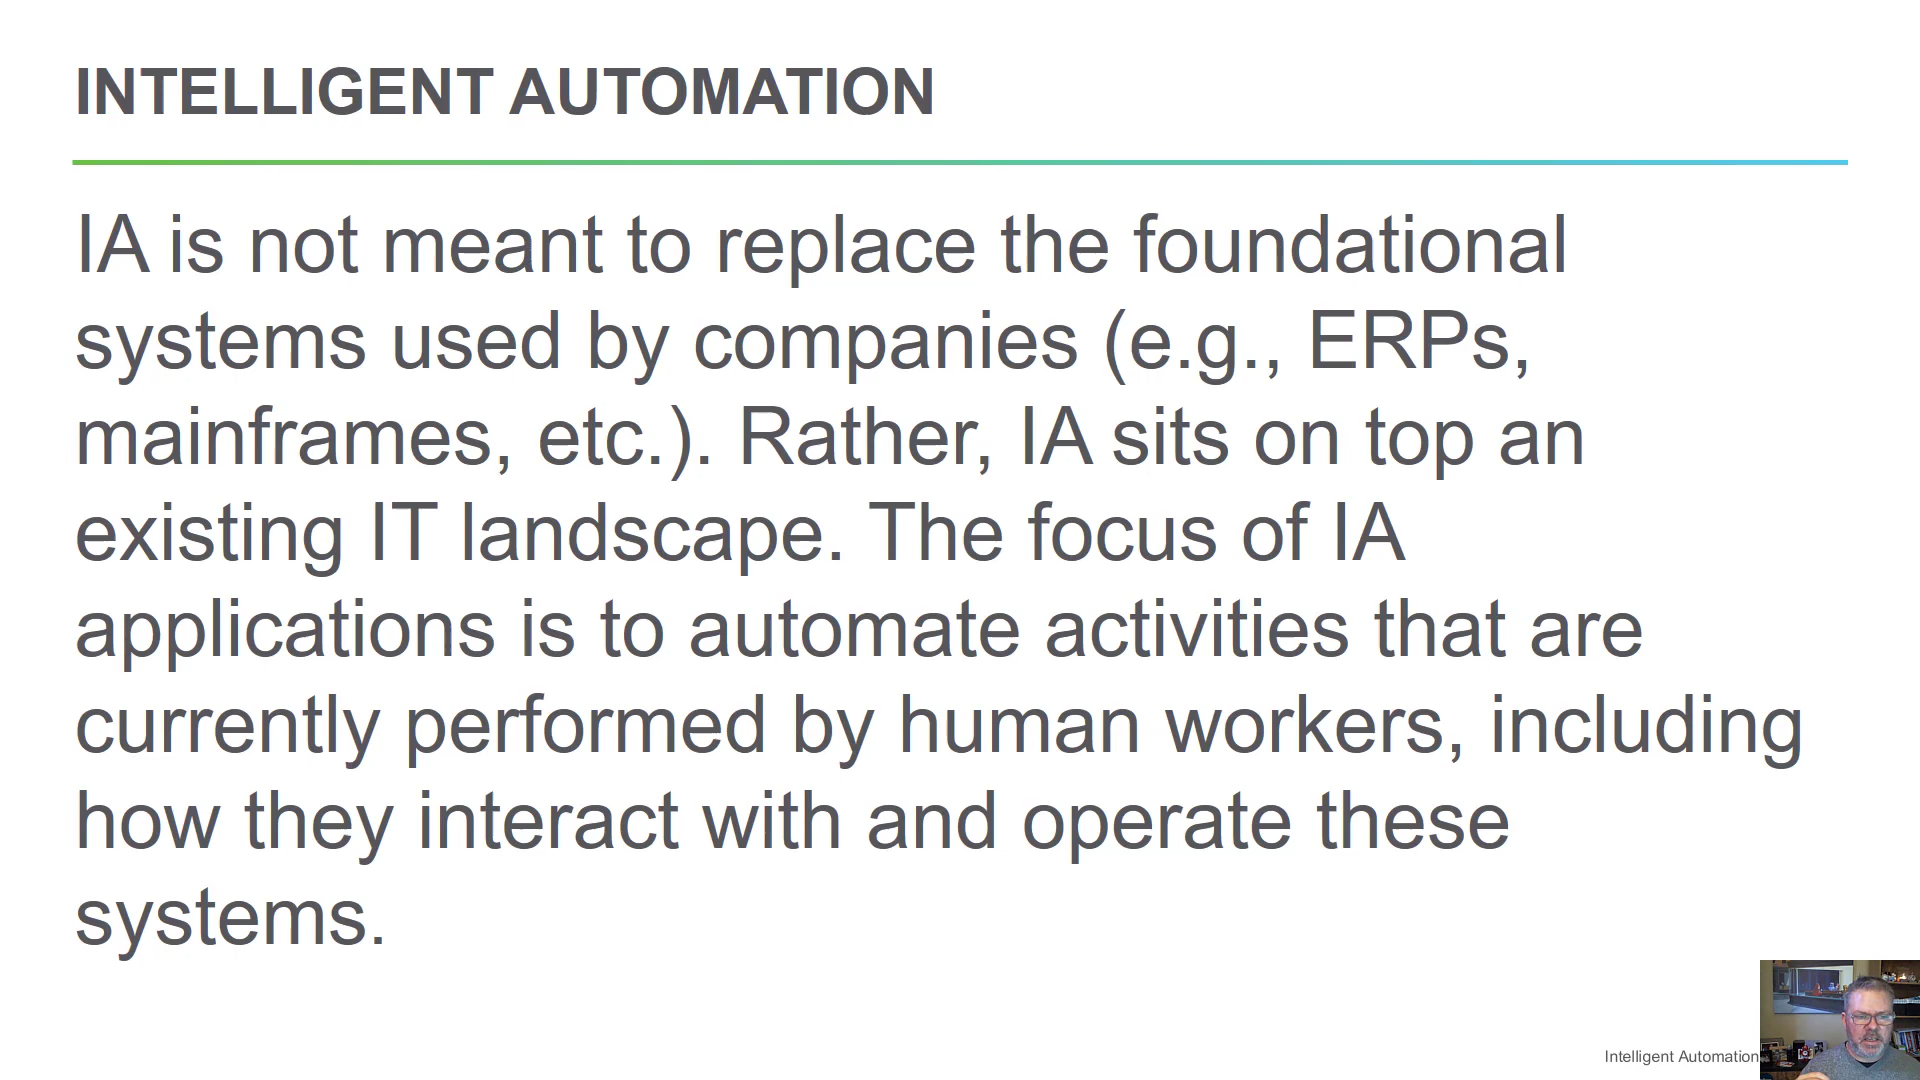 INTELLIGENT AUTOMATION
IA is not meant to replace the foundational
systems used by companies (e.g., ERPs,
mainframes, etc.). Rather, IA sits on top an
existing IT landscape. The focus of IA
applications is to automate activities that are
currently performed by human workers, including
how they interact with and operate these
systems.
Intelligent Automation